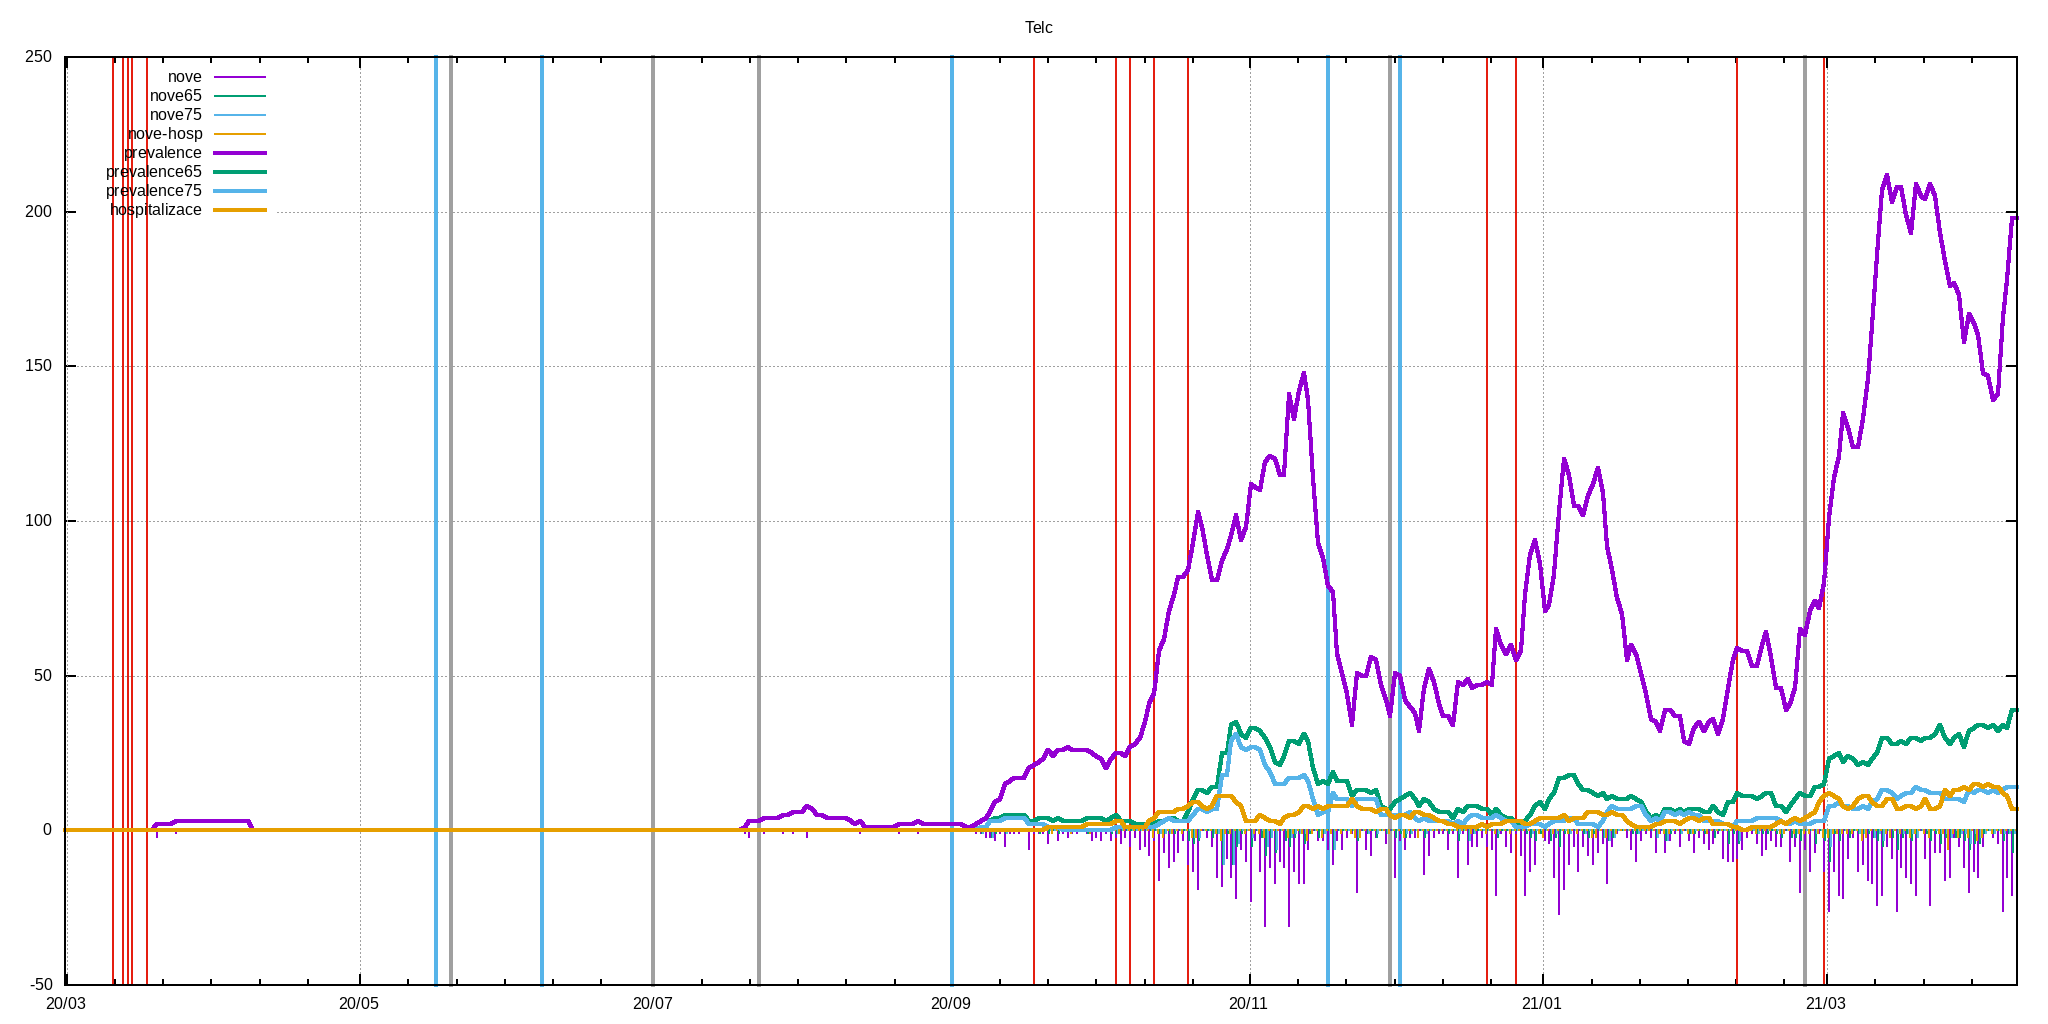 Telc
250
nove
nove65
nove75
nove-hosp
prevalence
prevalence65
prevalence75
hospitalizace
200
150
100
50
0
-50
20/03 20/05 20/07 20/09 20/11 21/01 21/03